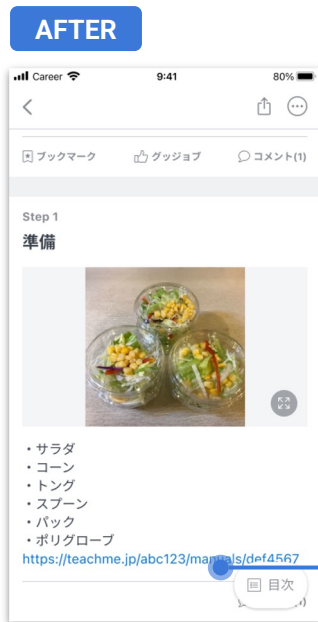 AFTER
Career 9:41 80%
ブックマーク グッジョブ コメント(1)
Step 1
準備
・サラダ
・コーン
・トング
・スプーン
・パック
・ポリグローブ
https://teachme.jp/abc123/manuals/def4567
目次